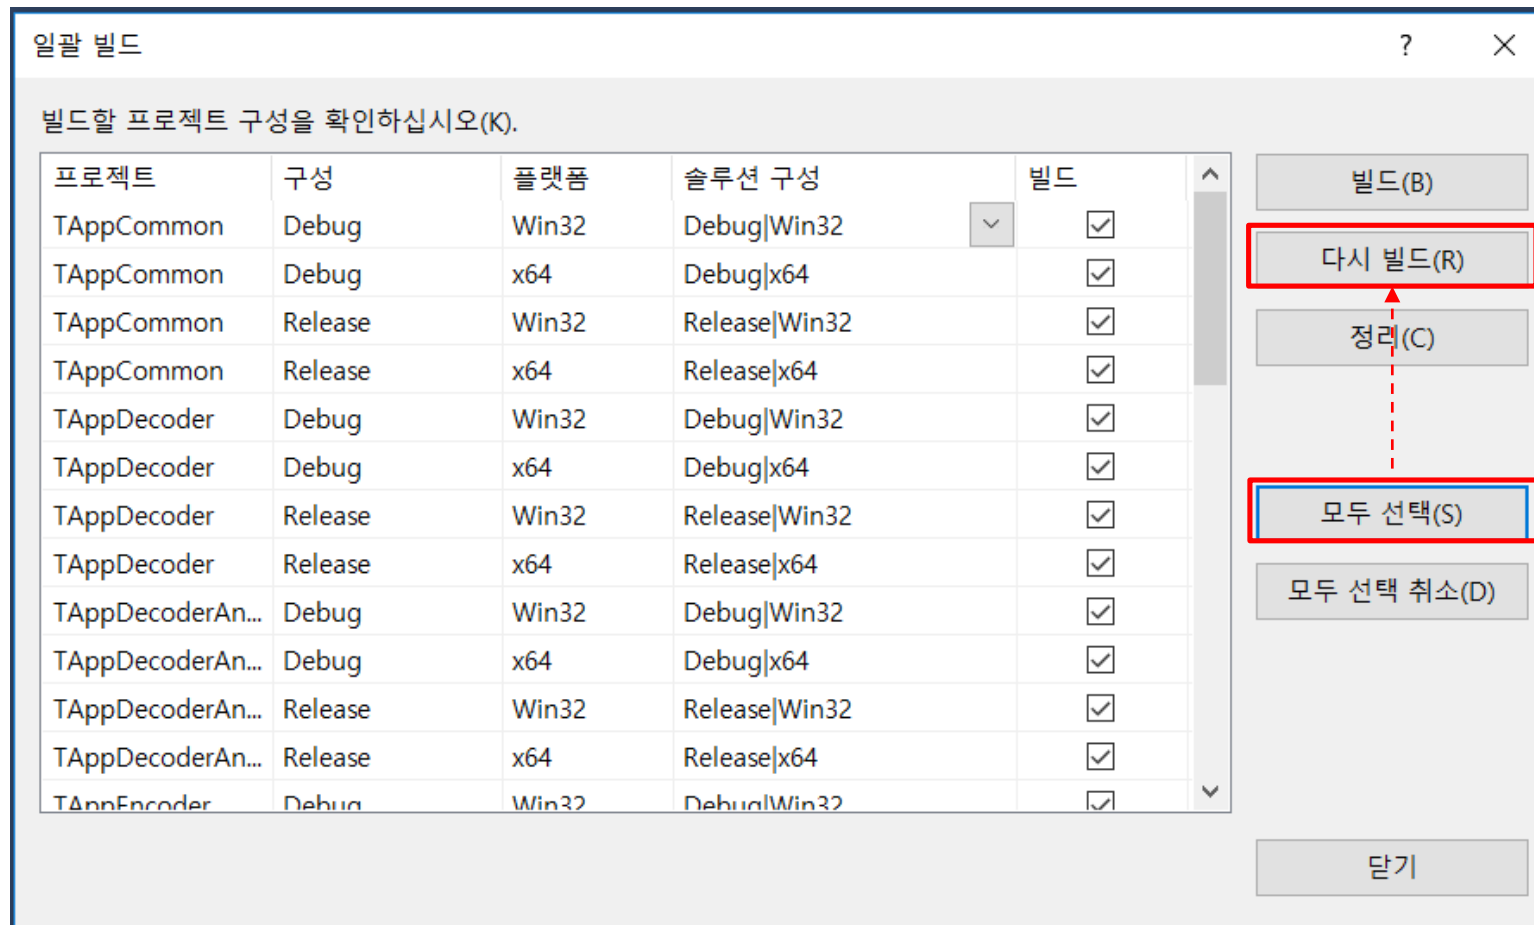 일괄 빌드 ?
빌드할 프로젝트 구성을 확인하십시오(K).
프로젝트 구성 플랫폼 솔루션 구성 빌드
TAppCommon Debug Win32 Debug|Win32
TAppCommon Debug x64 Debug|x64
TAppCommon Release Win32 Release|Win32
TAppCommon Release x64 Release|x64
TAppDecoder Debug Win32 Debug|Win32
TAppDecoder Debug x64 Debug|x64
TAppDecoder Release Win32 Release|Win32
TAppDecoder Release x64 Release|x64
TAppDecoderAn... Debug Win32 Debug|Win32
TAppDecoderAn... Debug x64 Debug|x64
TAppDecoderAn... Release Win32 Release|Win32
TAppDecoderAn... Release x64 Release|x64
TAppEncoder Debug Win32 Debug|Win32
빌드(B)
다시 빌드(R)
정리(C)
모두 선택(S)
모두 선택 취소(D)
닫기